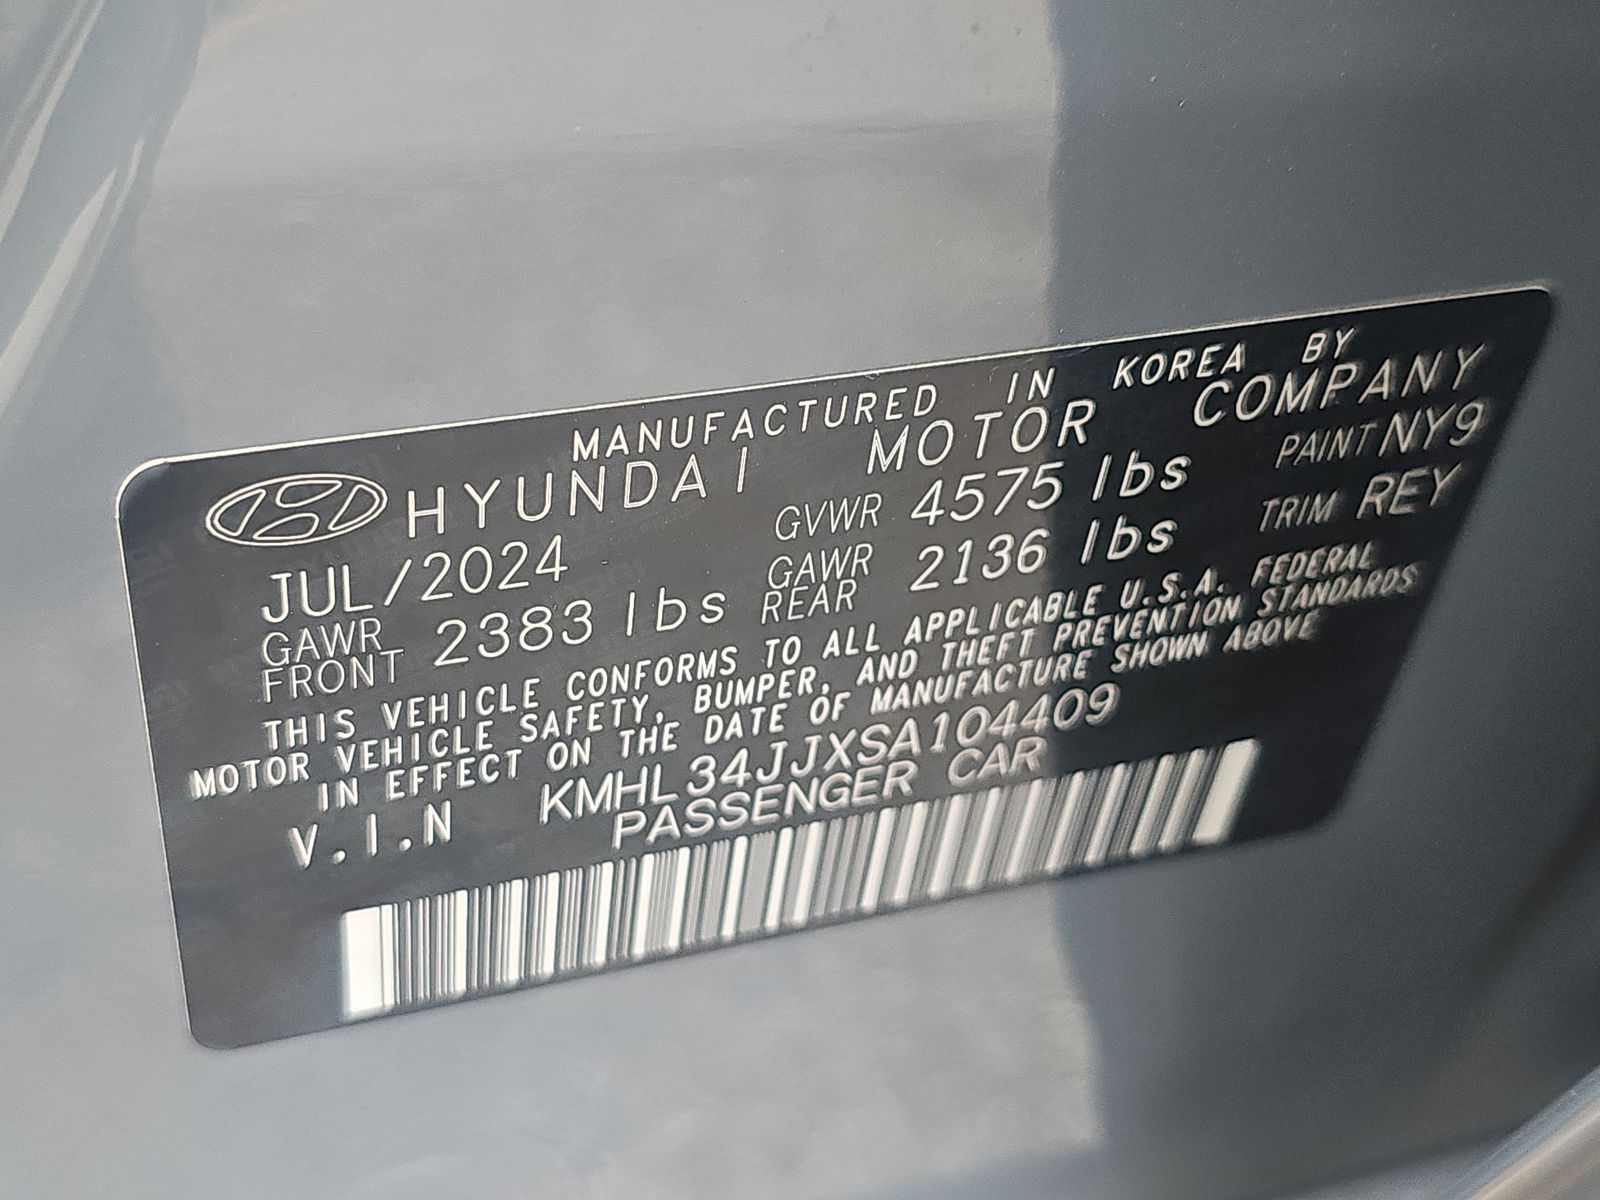 MANUFACTURED IN KOREA BY
HYUNDAI MOTOR COMPANY
JUL/2024 GVWR 4575 lbs PAINT NY9
GAWR FRONT 2383 lbs GAWR REAR 2136 lbs TRIM REY
THIS VEHICLE CONFORMS TO ALL APPLICABLE U.S.A. FEDERAL
MOTOR VEHICLE SAFETY, BUMPER, AND THEFT PREVENTION STANDARDS
IN EFFECT ON THE DATE OF MANUFACTURE SHOWN ABOVE
V.I.N KMHL34JJXSA104409
PASSENGER CAR